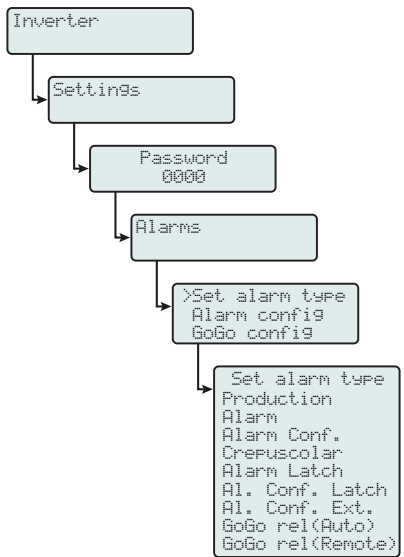 Inverter
Settings
Password
0000
Alarms
>Set alarm type
Alarm config
GoGo config
Set alarm type
Production
Alarm
Alarm Conf.
Crepuscolar
Alarm Latch
Al. Conf. Latch
Al. Conf. Ext.
GoGo rel(Auto)
GoGo rel(Remote)